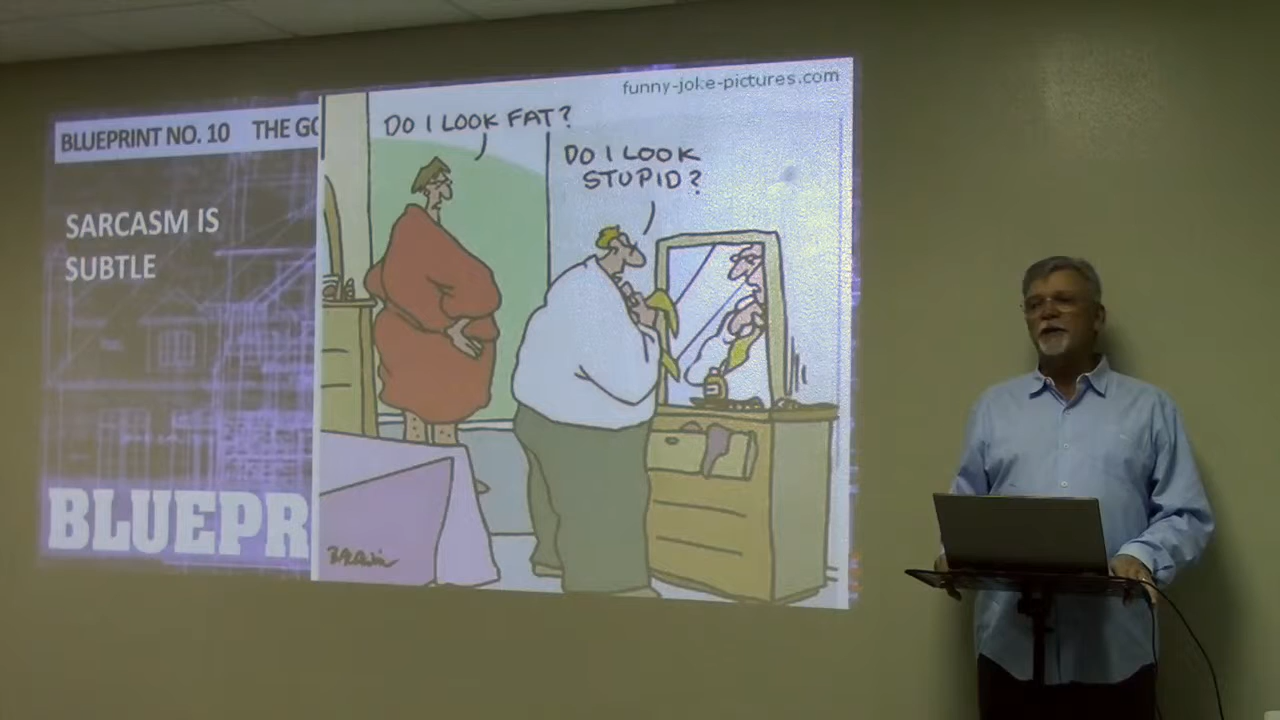 funny-joke-pictures.com
BLUEPRINT NO. 10 THE GO
DO I LOOK FAT?
DO I LOOK
STUPID?
SARCASM IS
SUBTLE
BLUEPR